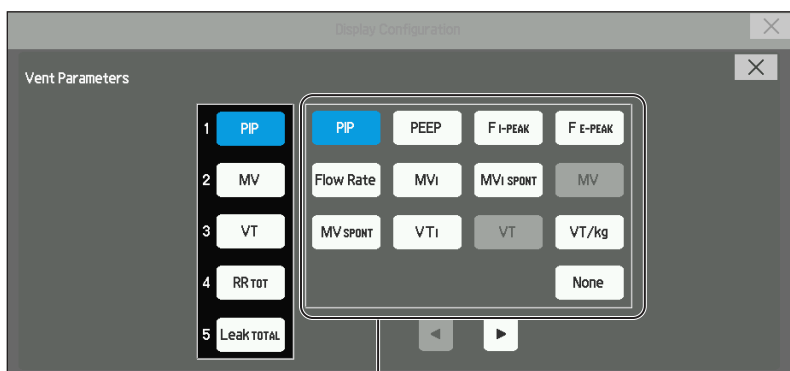 Display Configuration
Vent Parameters
1 PIP PIP PEEP F I-PEAK F E-PEAK
2 MV Flow Rate MVI MVI SPONT MV
3 VT MV SPONT VTI VT VT/kg
4 RR TOT None
5 Leak TOTAL